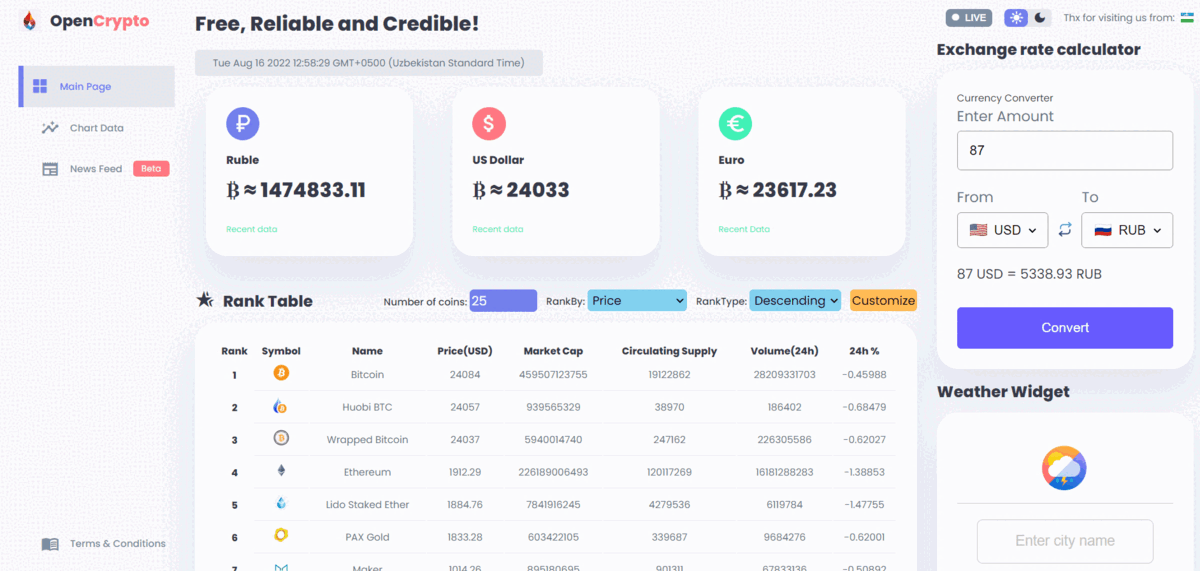 OpenCrypto
Main Page
Chart Data
News Feed Beta
Terms & Conditions
Free, Reliable and Credible!
Tue Aug 16 2022 12:58:29 GMT+0500 (Uzbekistan Standard Time)
Ruble
₿ ≈ 1474833.11
Recent data
US Dollar
₿ ≈ 24033
Recent data
Euro
₿ ≈ 23617.23
Recent Data
Rank Table
Number of coins: 25 RankBy: Price RankType: Descending Customize
Rank Symbol Name Price(USD) Market Cap Circulating Supply Volume(24h) 24h %
1 Bitcoin 24084 459507123755 19122862 28209331703 -0.45988
2 Huobi BTC 24057 939565329 38970 186402 -0.68479
3 Wrapped Bitcoin 24037 5940014740 247162 226305586 -0.62027
4 Ethereum 1912.29 226189006493 120117269 16181288283 -1.38853
5 Lido Staked Ether 1884.76 7841916245 4279536 6119784 -1.47755
6 PAX Gold 1833.28 603422105 339687 9684276 -0.62001
7 Maker 1014.26 895180695 901311 67833136 -0.50892
LIVE
Thx for visiting us from:
Exchange rate calculator
Currency Converter
Enter Amount
87
From To
USD RUB
87 USD = 5338.93 RUB
Convert
Weather Widget
Enter city name